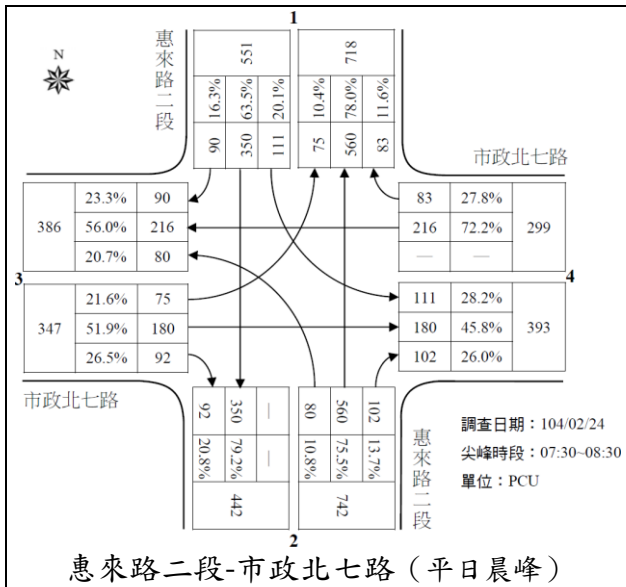 1
N
惠來路二段
551
16.3% 63.5% 20.1%
90 350 111
718
10.4% 78.0% 11.6%
75 560 83
市政北七路
386
23.3% 90
56.0% 216
20.7% 80
83 27.8%
216 72.2%
— —
299
3
4
347
21.6% 75
51.9% 180
26.5% 92
111 28.2%
180 45.8%
102 26.0%
393
市政北七路
92 350 —
20.8% 79.2% —
442
80 560 102
10.8% 75.5% 13.7%
742
惠來路二段
調查日期：104/02/24
尖峰時段：07:30~08:30
單位：PCU
2
惠來路二段-市政北七路（平日晨峰）